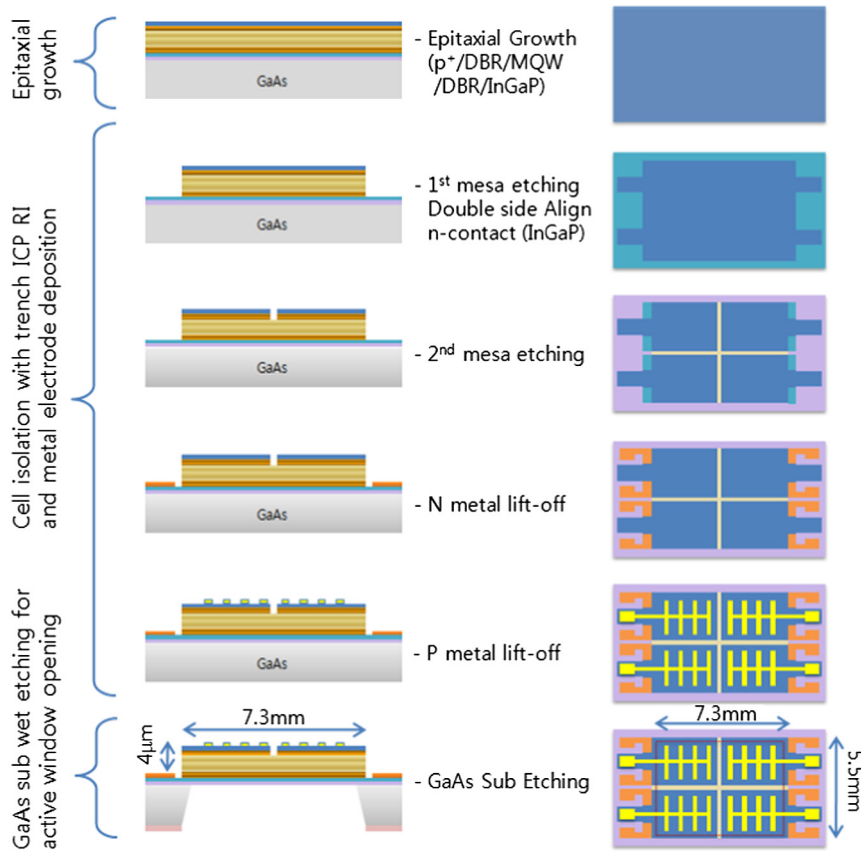 Epitaxial
growth
GaAs
- Epitaxial Growth
(p+/DBR/MQW
/DBR/InGaP)
Cell isolation with trench ICP RI
and metal electrode deposition
GaAs
- 1st mesa etching
Double side Align
n-contact (InGaP)
GaAs
- 2nd mesa etching
GaAs
- N metal lift-off
GaAs
- P metal lift-off
GaAs sub wet etching for
active window opening
7.3mm
4μm
- GaAs Sub Etching
7.3mm
5.5mm